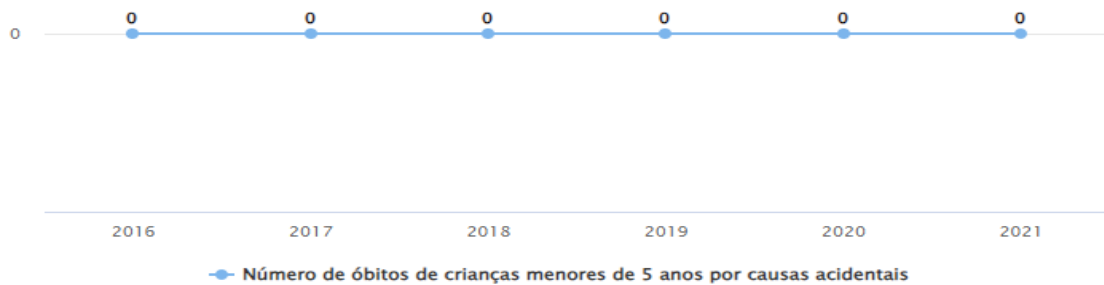 0 0 0 0 0 0
0
2016 2017 2018 2019 2020 2021
Número de óbitos de crianças menores de 5 anos por causas acidentais